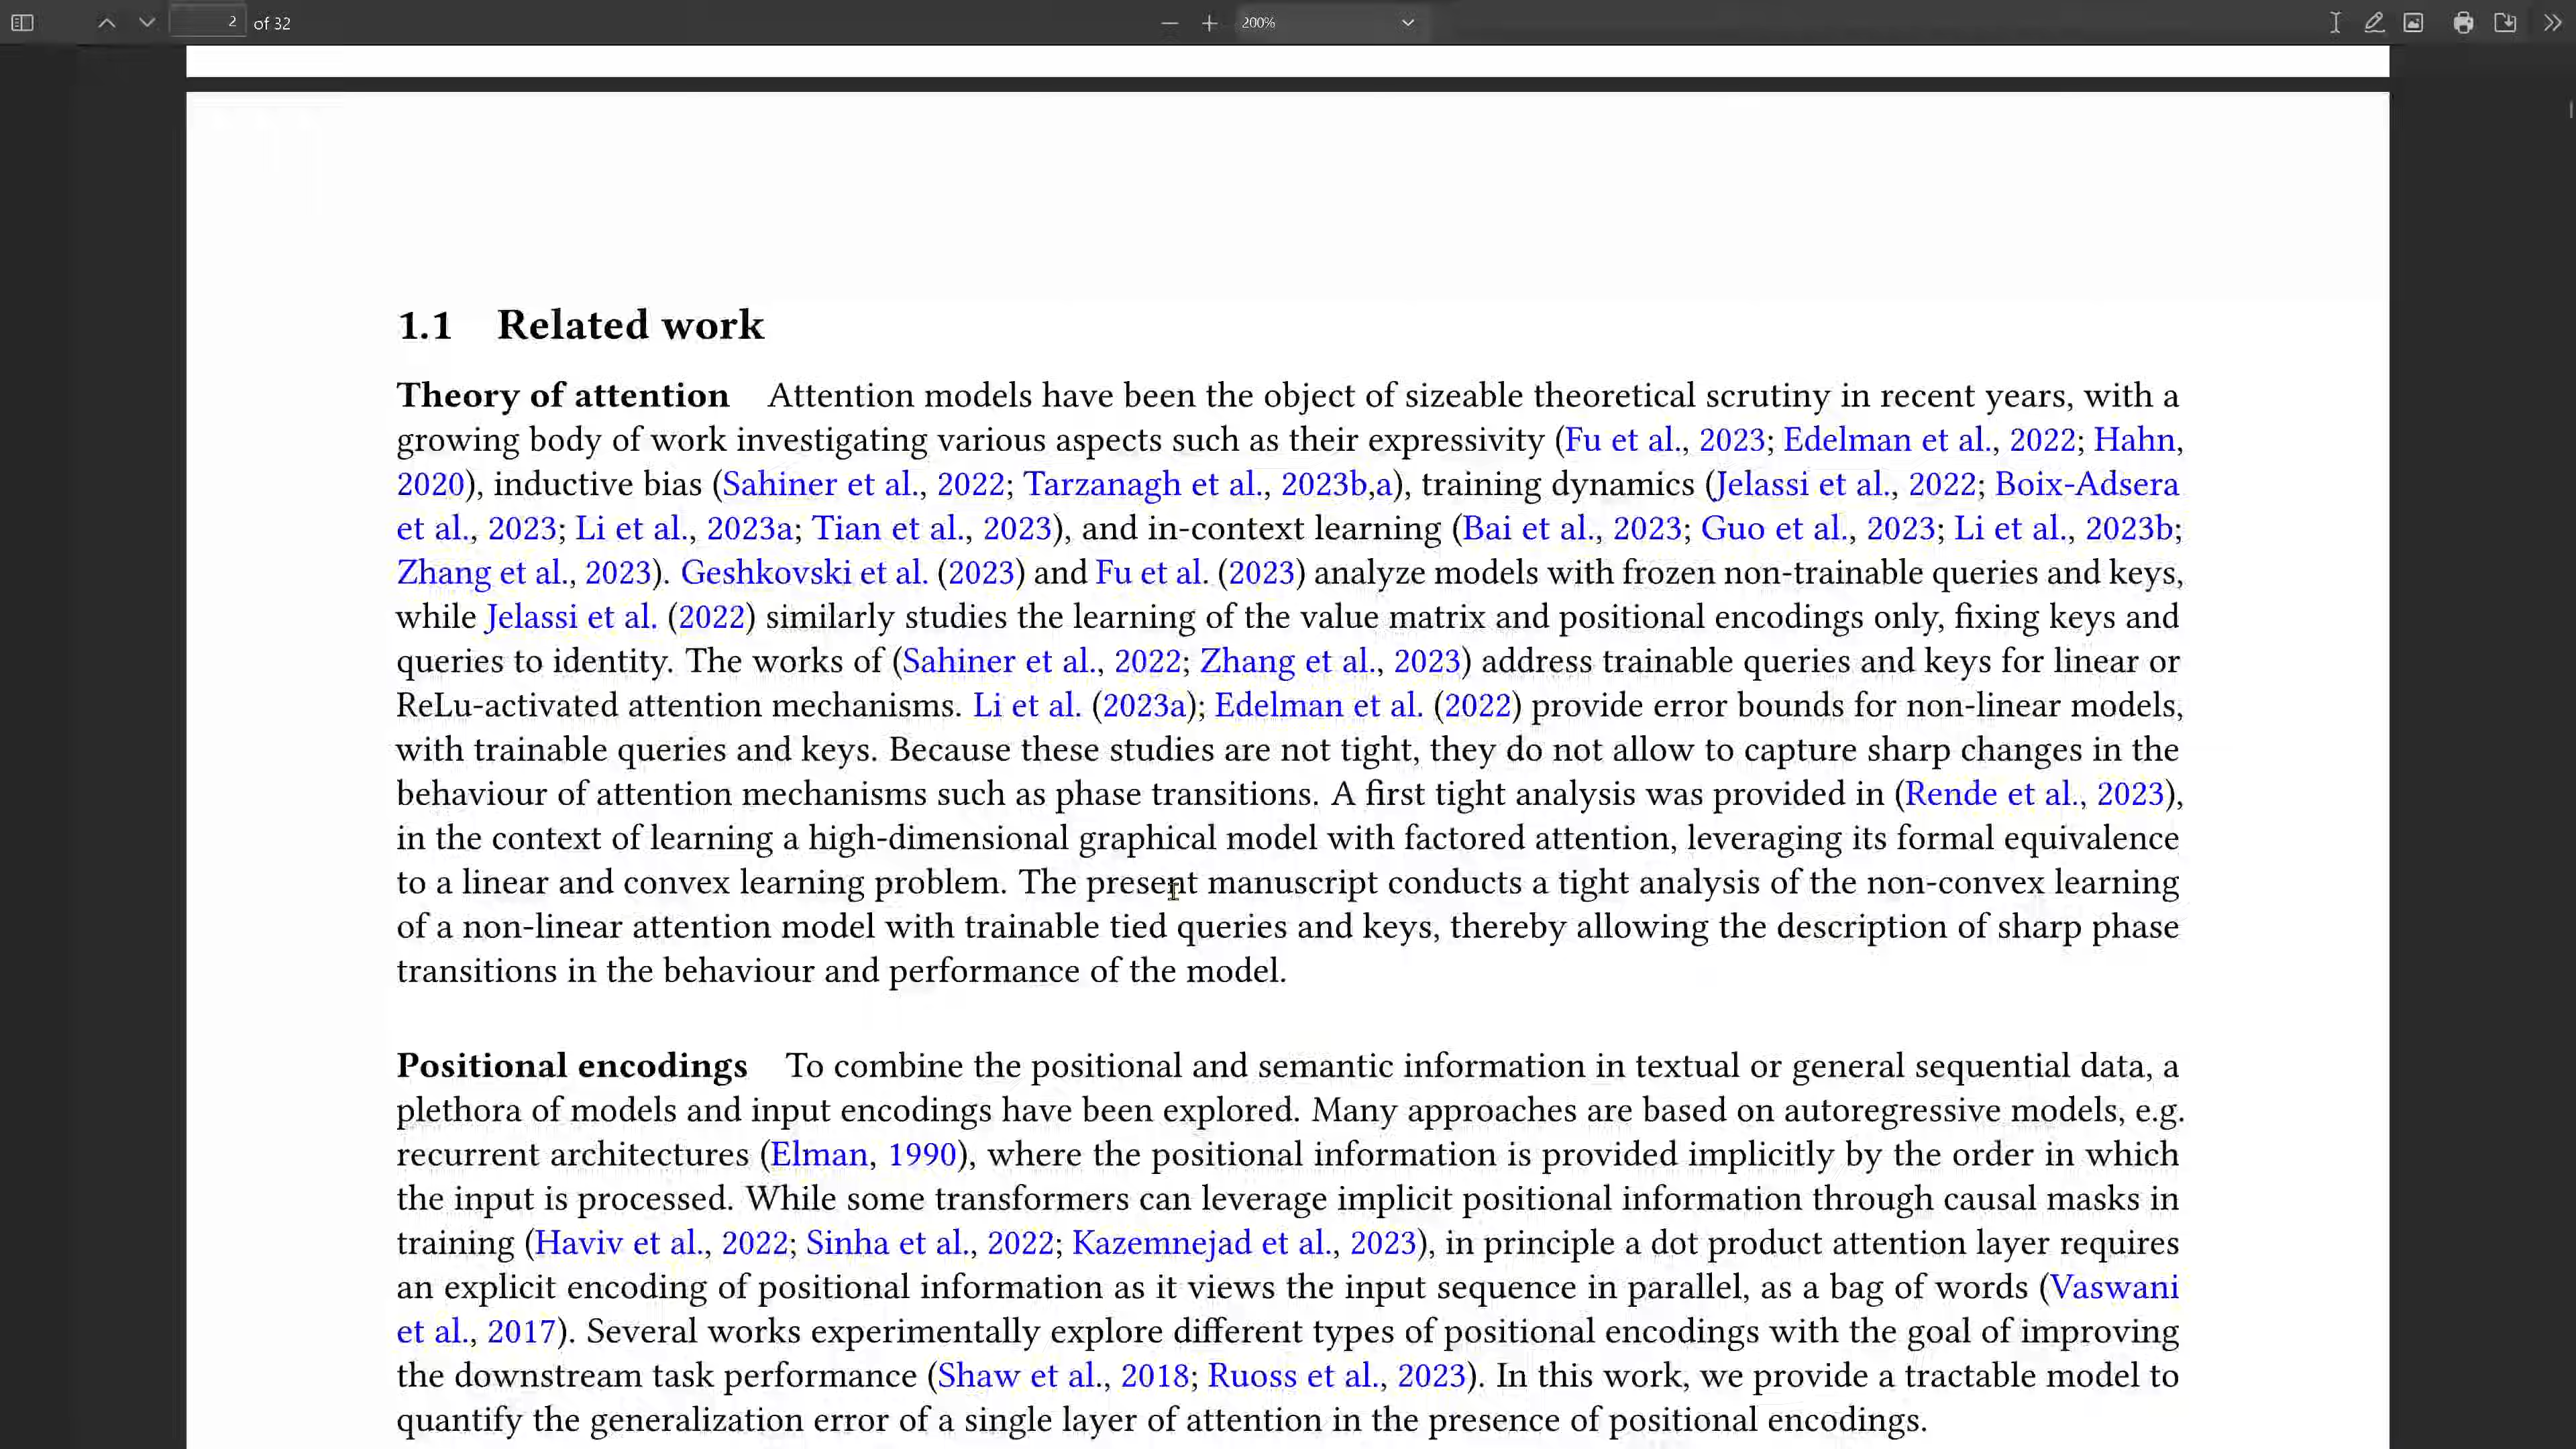 2 of 32 200%
1.1 Related work
Theory of attention Attention models have been the object of sizeable theoretical scrutiny in recent years, with a
growing body of work investigating various aspects such as their expressivity (Fu et al., 2023; Edelman et al., 2022; Hahn,
2020), inductive bias (Sahiner et al., 2022; Tarzanagh et al., 2023b,a), training dynamics (Jelassi et al., 2022; Boix-Adsera
et al., 2023; Li et al., 2023a; Tian et al., 2023), and in-context learning (Bai et al., 2023; Guo et al., 2023; Li et al., 2023b;
Zhang et al., 2023). Geshkovski et al. (2023) and Fu et al. (2023) analyze models with frozen non-trainable queries and keys,
while Jelassi et al. (2022) similarly studies the learning of the value matrix and positional encodings only, fixing keys and
queries to identity. The works of (Sahiner et al., 2022; Zhang et al., 2023) address trainable queries and keys for linear or
ReLu-activated attention mechanisms. Li et al. (2023a); Edelman et al. (2022) provide error bounds for non-linear models,
with trainable queries and keys. Because these studies are not tight, they do not allow to capture sharp changes in the
behaviour of attention mechanisms such as phase transitions. A first tight analysis was provided in (Rende et al., 2023),
in the context of learning a high-dimensional graphical model with factored attention, leveraging its formal equivalence
to a linear and convex learning problem. The present manuscript conducts a tight analysis of the non-convex learning
of a non-linear attention model with trainable tied queries and keys, thereby allowing the description of sharp phase
transitions in the behaviour and performance of the model.
Positional encodings To combine the positional and semantic information in textual or general sequential data, a
plethora of models and input encodings have been explored. Many approaches are based on autoregressive models, e.g.
recurrent architectures (Elman, 1990), where the positional information is provided implicitly by the order in which
the input is processed. While some transformers can leverage implicit positional information through causal masks in
training (Haviv et al., 2022; Sinha et al., 2022; Kazemnejad et al., 2023), in principle a dot product attention layer requires
an explicit encoding of positional information as it views the input sequence in parallel, as a bag of words (Vaswani
et al., 2017). Several works experimentally explore different types of positional encodings with the goal of improving
the downstream task performance (Shaw et al., 2018; Ruoss et al., 2023). In this work, we provide a tractable model to
quantify the generalization error of a single layer of attention in the presence of positional encodings.